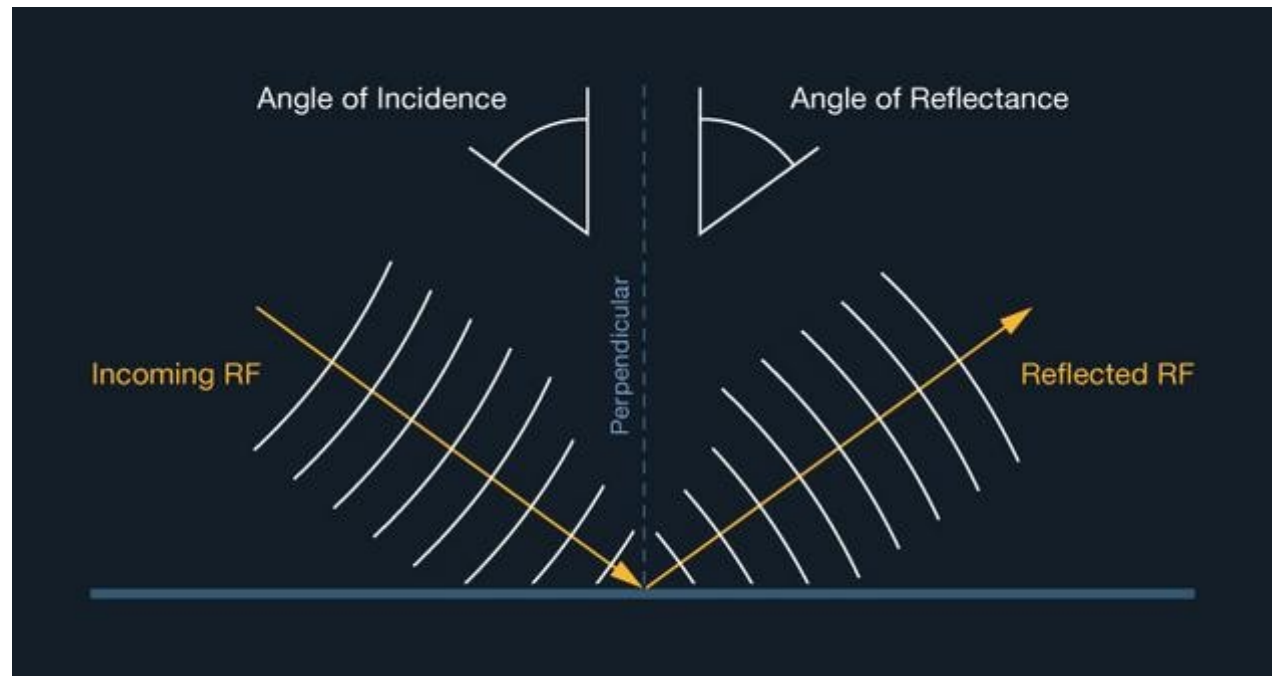 Angle of Incidence
Angle of Reflectance
Perpendicular
Incoming RF
Reflected RF